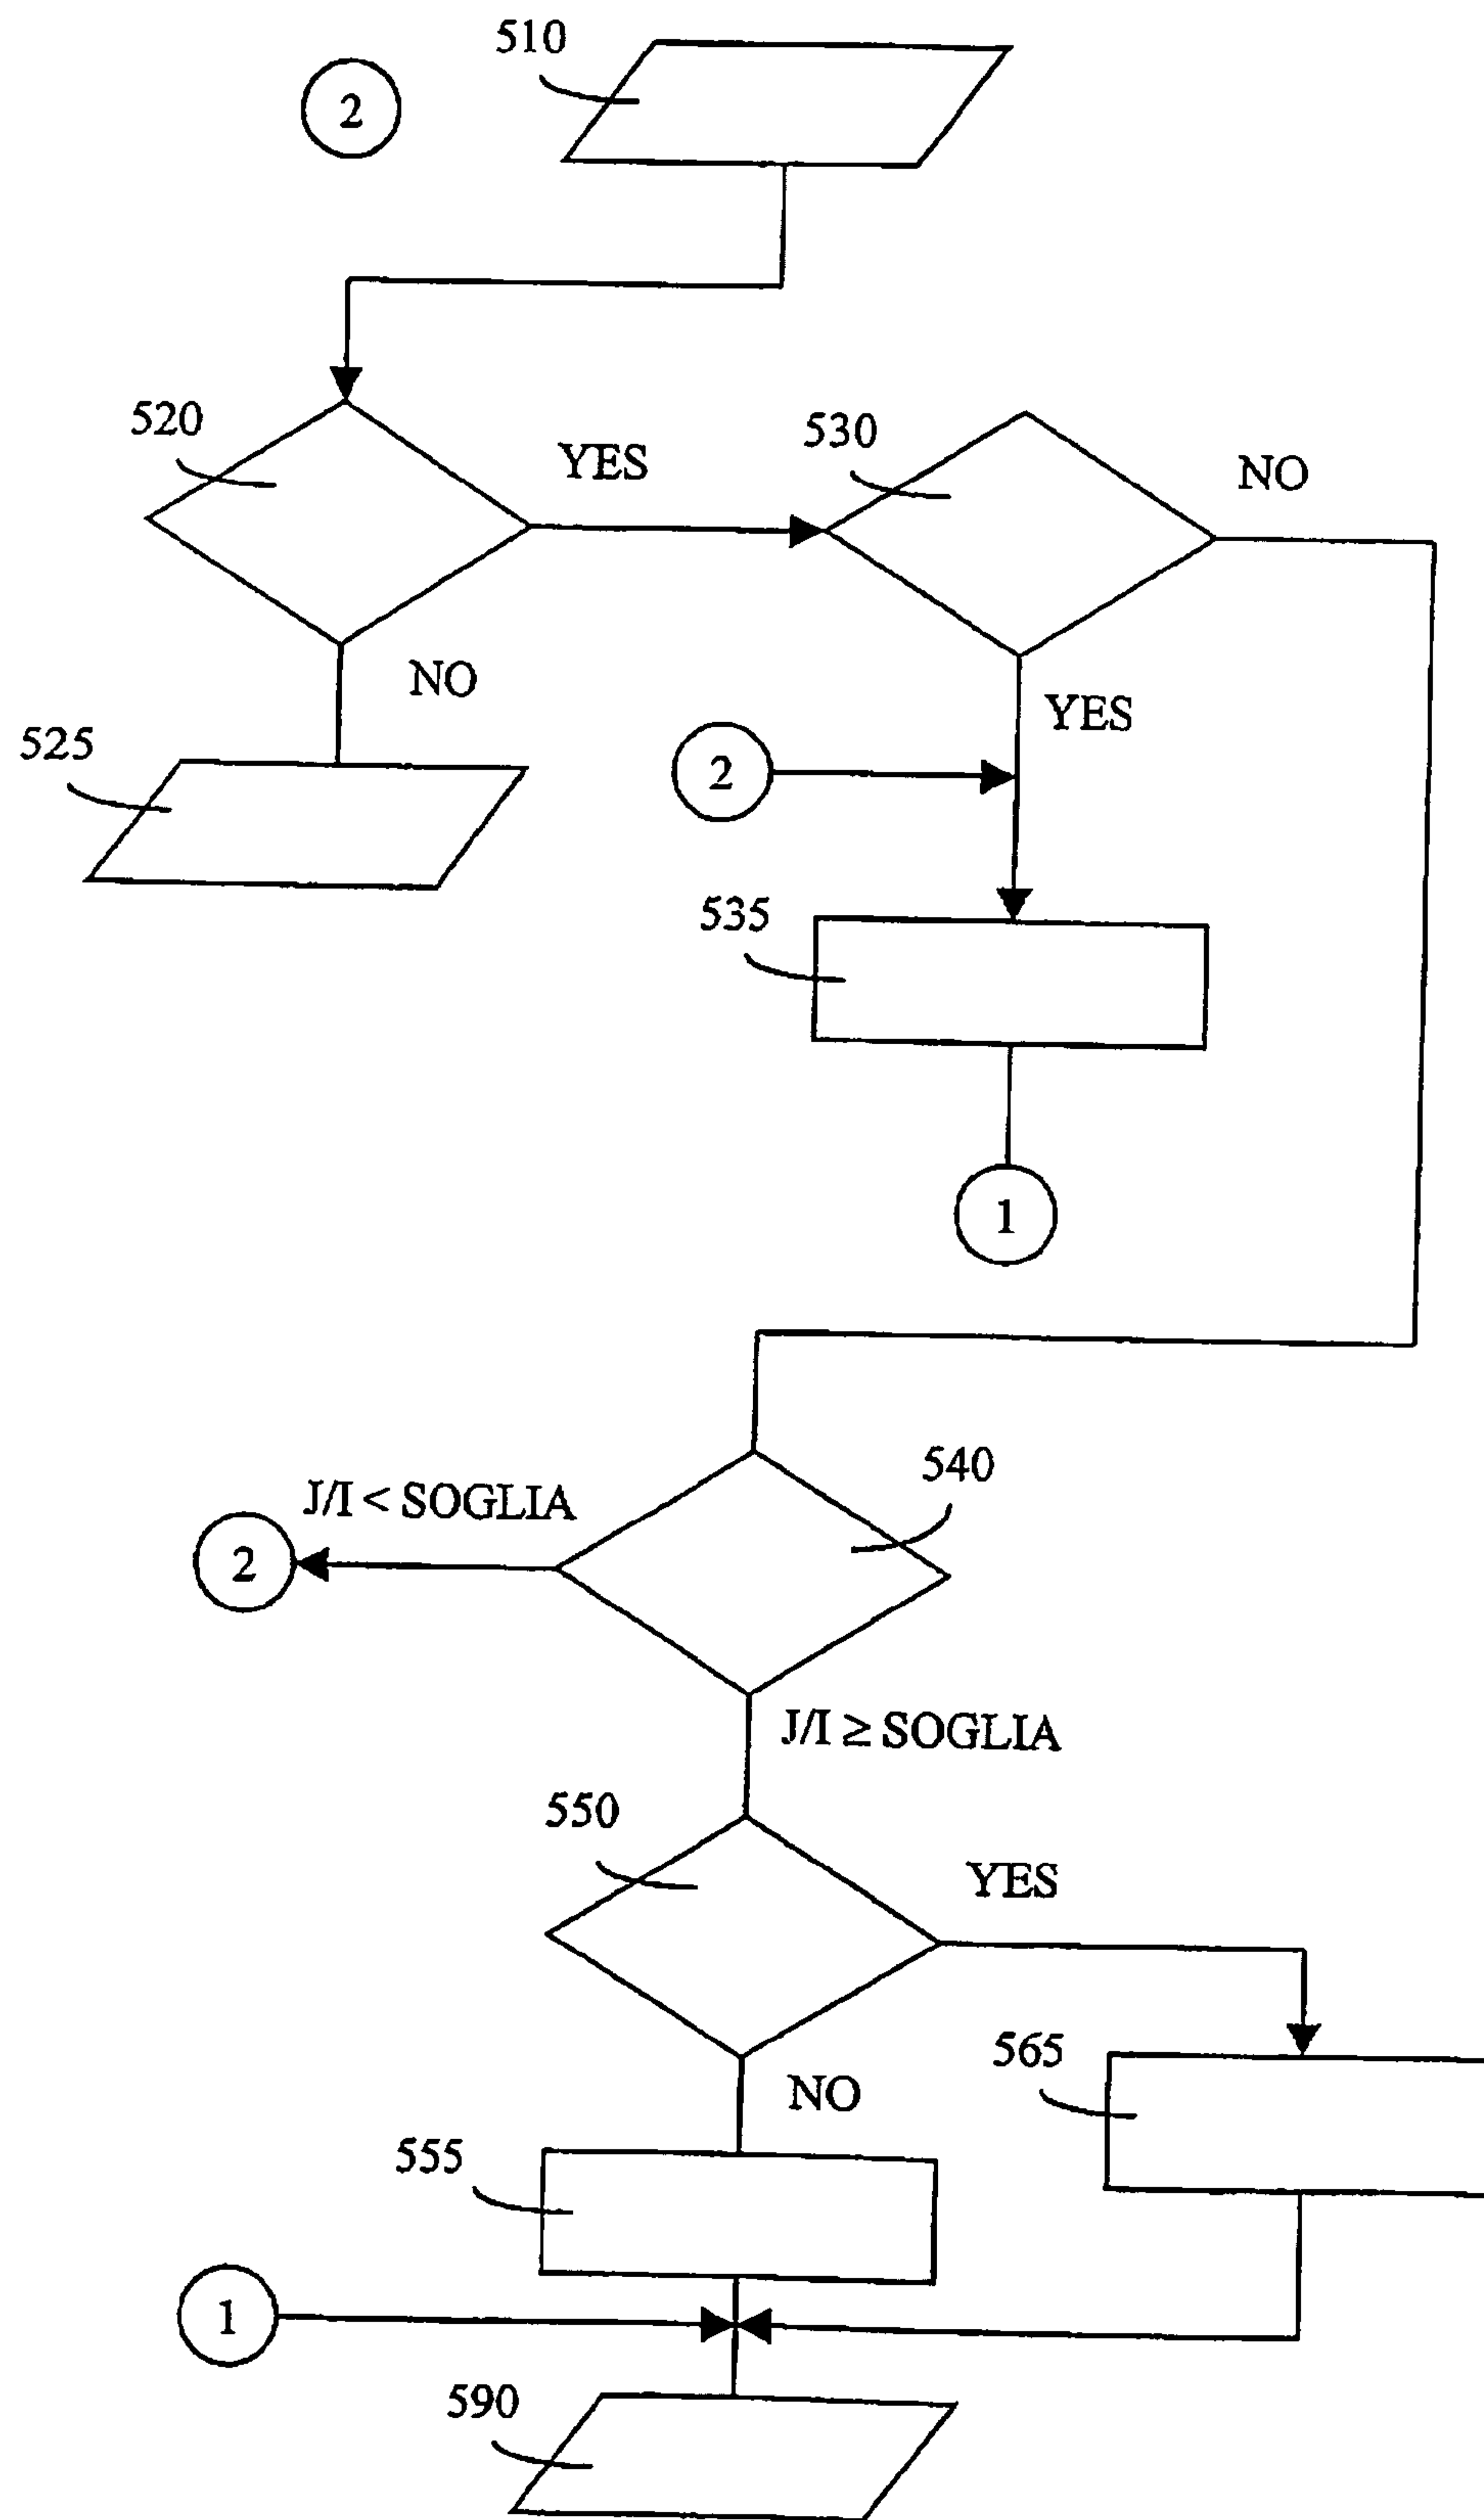 510
2
520
YES
530
NO
NO
525
YES
2
535
1
540
J/I < SOGLIA
2
J/I ≥ SOGLIA
550
YES
565
NO
555
1
590